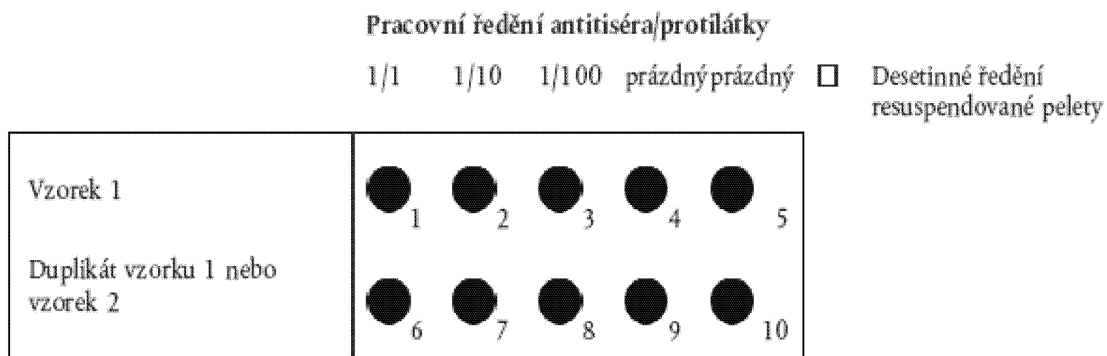 Pracovní ředění antitiséra/protilátky
1/1 1/10 1/100 prázdný prázdný □ Desetinné ředění
resuspendované pelety
Vzorek 1
1 2 3 4 5
Duplikát vzorku 1 nebo
vzorek 2
6 7 8 9 10